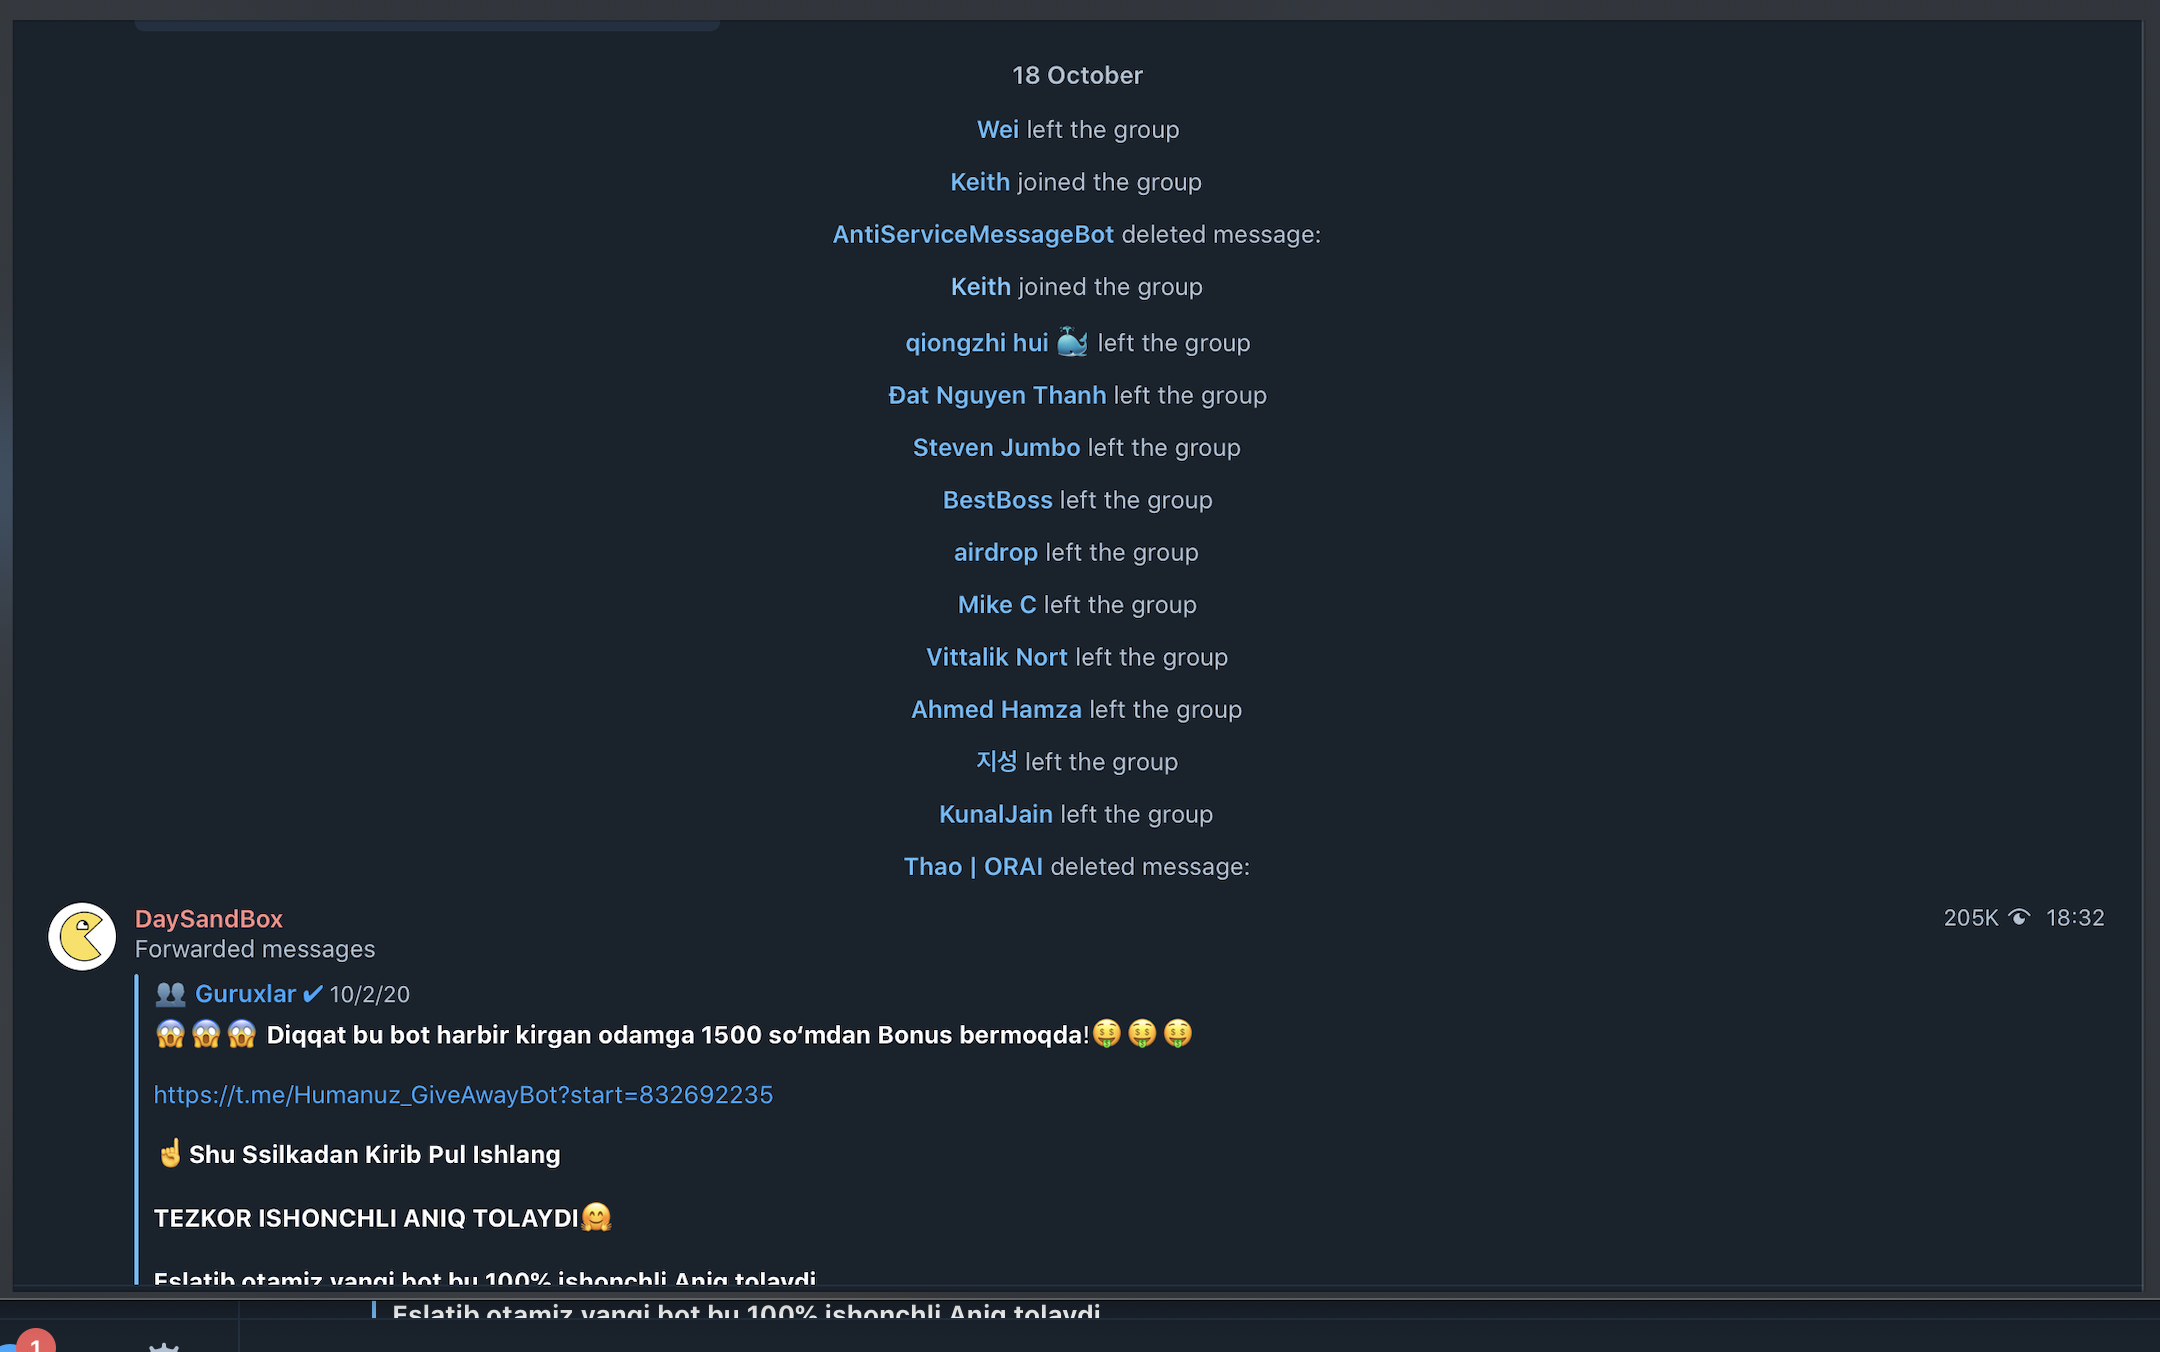 18 October
Wei left the group
Keith joined the group
AntiServiceMessageBot deleted message:
Keith joined the group
qiongzhi hui 🐳 left the group
Đat Nguyen Thanh left the group
Steven Jumbo left the group
BestBoss left the group
airdrop left the group
Mike C left the group
Vittalik Nort left the group
Ahmed Hamza left the group
지성 left the group
KunalJain left the group
Thao | ORAI deleted message:
DaySandBox 205K 18:32
Forwarded messages
👥 Guruxlar ✔ 10/2/20
😱😱😱 Diqqat bu bot harbir kirgan odamga 1500 so‘mdan Bonus bermoqda!🤑🤑🤑
https://t.me/Humanuz_GiveAwayBot?start=832692235
☝️Shu Ssilkadan Kirib Pul Ishlang
TEZKOR ISHONCHLI ANIQ TOLAYDI🤗
Eslatib otamiz yangi bot bu 100% ishonchli Aniq tolaydi
Eslatib otamiz yangi bot bu 100% ishonchli Aniq tolaydi
1